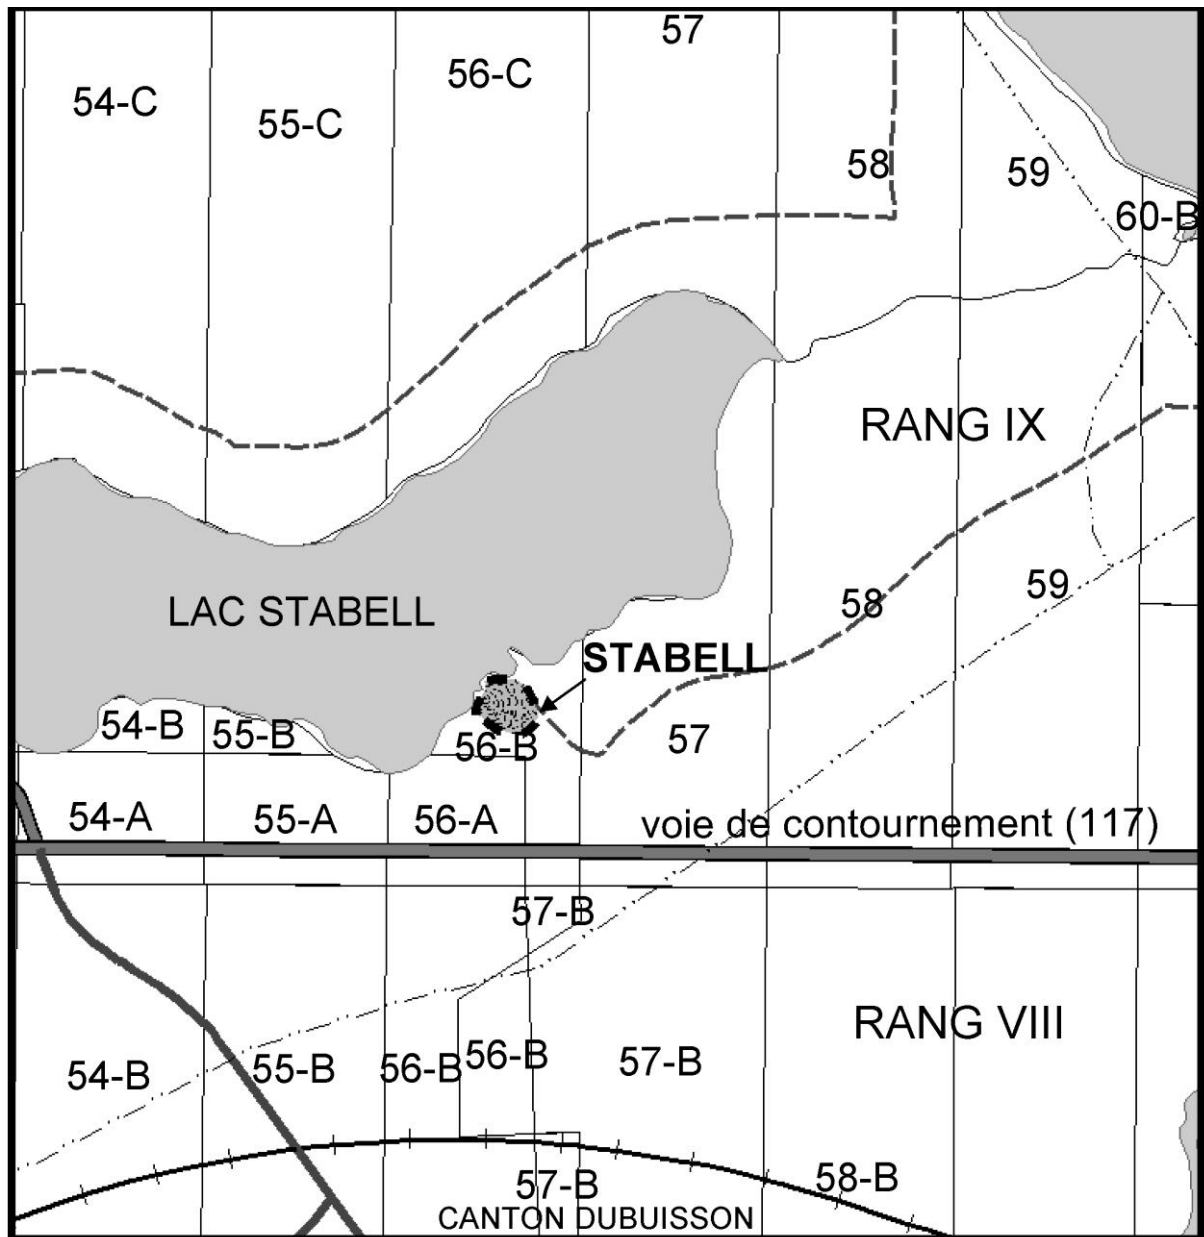 57
56-C
54-C
55-C
58
59
60-B
RANG IX
59
58
LAC STABELL
STABELL
54-B
55-B
56-B
57
54-A
55-A
56-A
voie de contournement (117)
57-B
RANG VIII
54-B
55-B
56-B
56-B
57-B
57-B
58-B
CANTON DUBUISSON